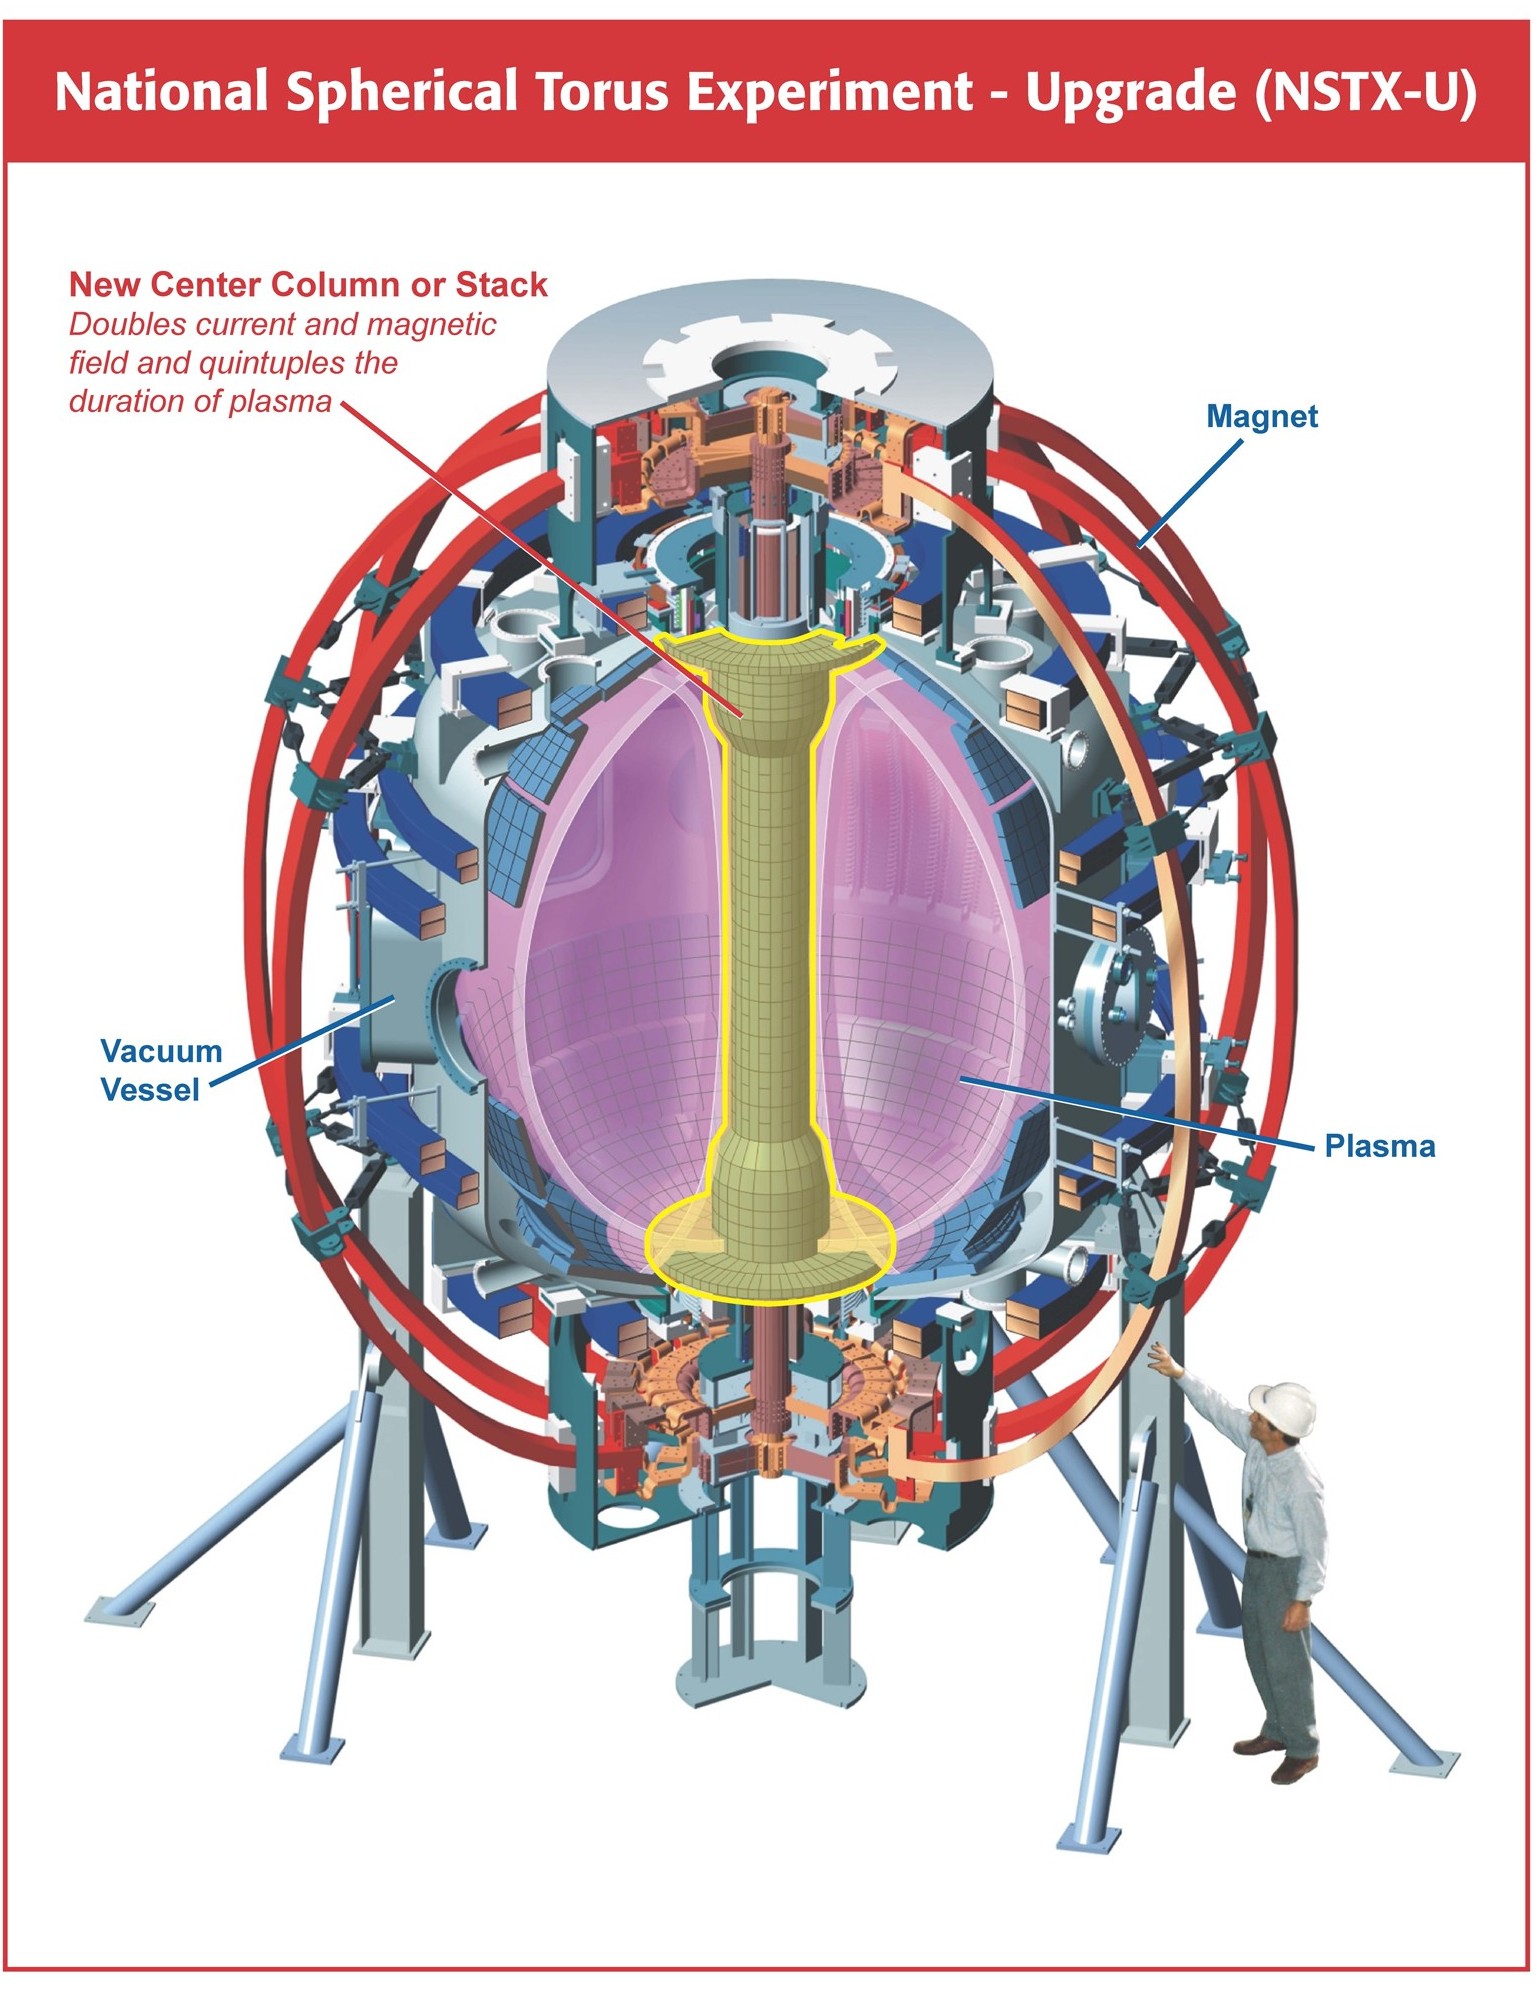 National Spherical Torus Experiment - Upgrade (NSTX-U)
New Center Column or Stack
Doubles current and magnetic
field and quintuples the
duration of plasma
Magnet
Vacuum
Vessel
Plasma